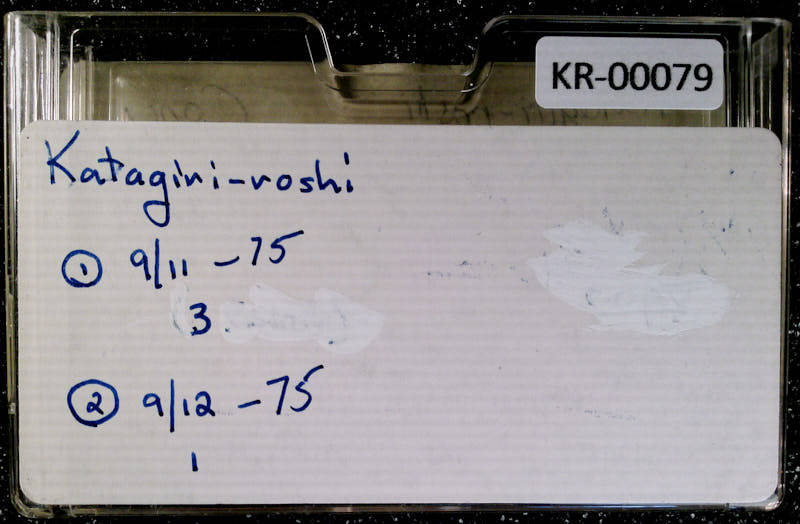 KR-00079
Katagiri-roshi
① 9/11 - 75
3
② 9/12 - 75
1